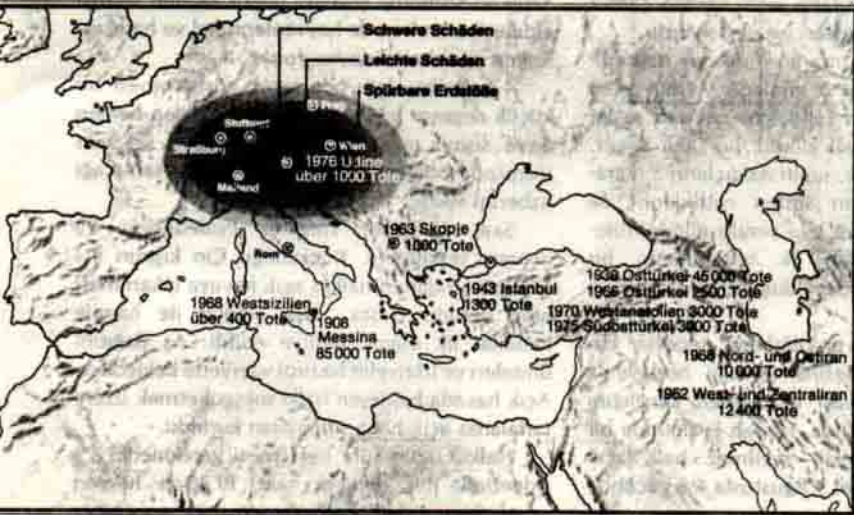 Schwere Schäden
Leichte Schäden
Spürbare Erdstöße
Prag
Stuttgart
Straßburg
Wien
1976 Udine
über 1000 Tote
Mailand
Rom
1963 Skopje
1000 Tote
1943 Istanbul
1300 Tote
1968 Westsizilien
über 400 Tote
1908
Messina
85000 Tote
1939 Osttürkei 45000 Tote
1966 Osttürkei 2500 Tote
1970 Westanatolien 3000 Tote
1975 Südosttürkei 3000 Tote
1968 Nord- und Ostiran
10000 Tote
1962 West- und Zentraliran
12400 Tote